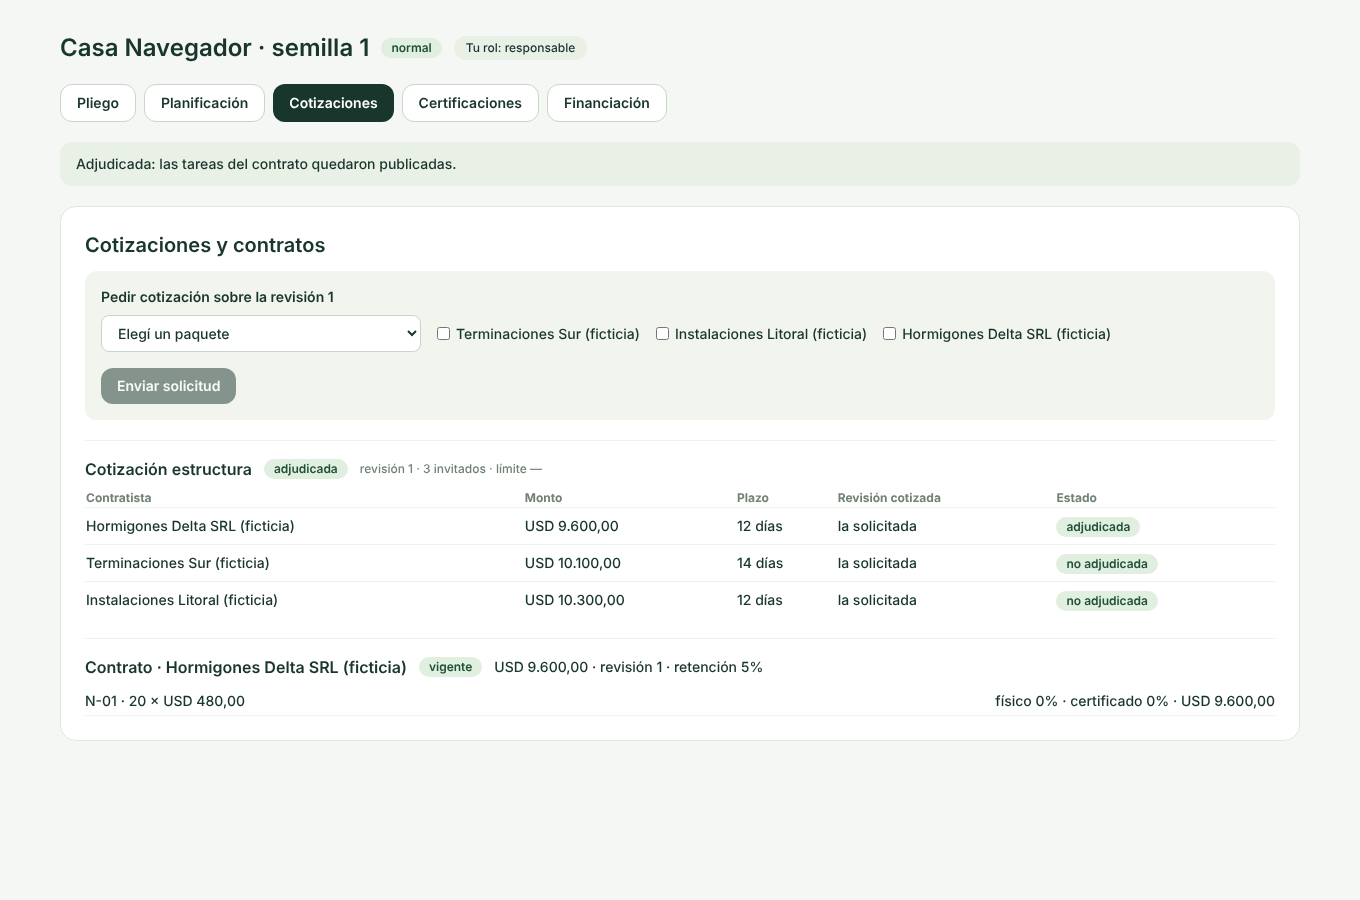 Casa Navegador · semilla 1 normal Tu rol: responsable
Pliego Planificación Cotizaciones Certificaciones Financiación
Adjudicada: las tareas del contrato quedaron publicadas.
Cotizaciones y contratos
Pedir cotización sobre la revisión 1
Elegí un paquete Terminaciones Sur (ficticia) Instalaciones Litoral (ficticia) Hormigones Delta SRL (ficticia)
Enviar solicitud
Cotización estructura adjudicada revisión 1 · 3 invitados · límite —
Contratista Monto Plazo Revisión cotizada Estado
Hormigones Delta SRL (ficticia) USD 9.600,00 12 días la solicitada adjudicada
Terminaciones Sur (ficticia) USD 10.100,00 14 días la solicitada no adjudicada
Instalaciones Litoral (ficticia) USD 10.300,00 12 días la solicitada no adjudicada
Contrato · Hormigones Delta SRL (ficticia) vigente USD 9.600,00 · revisión 1 · retención 5%
N-01 · 20 × USD 480,00 físico 0% · certificado 0% · USD 9.600,00